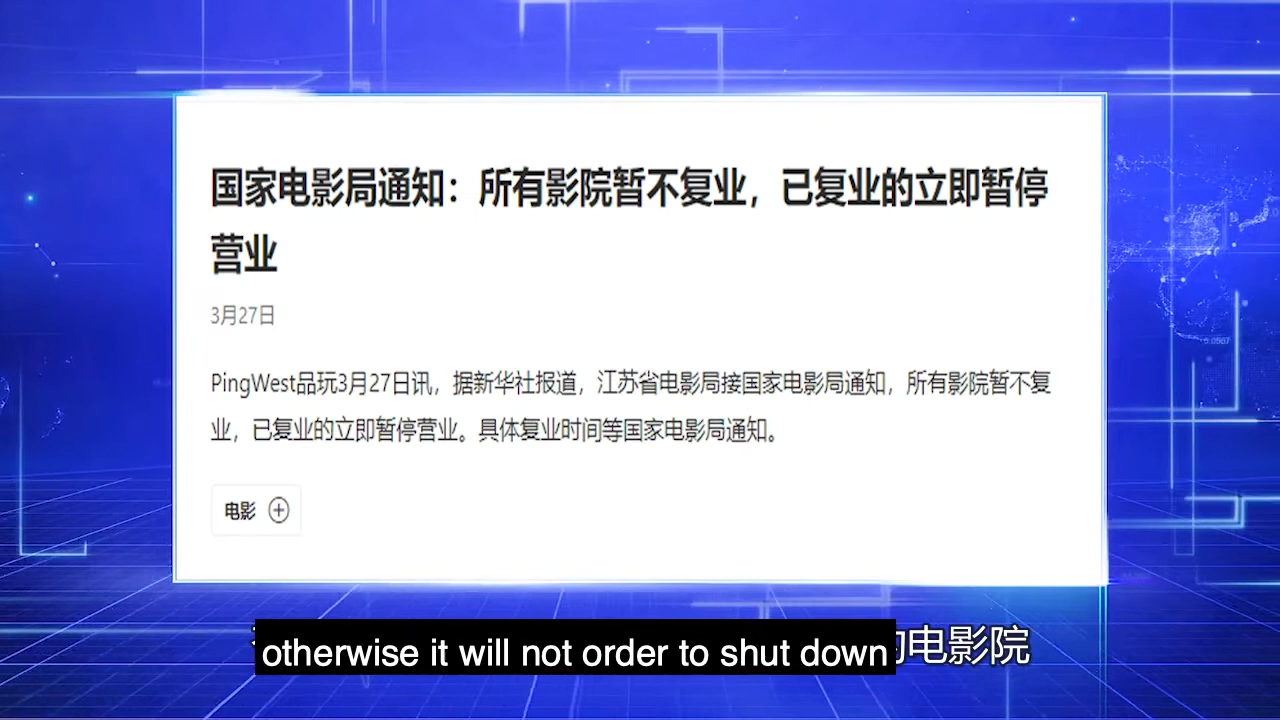 国家电影局通知：所有影院暂不复业，已复业的立即暂停
营业
3月27日
PingWest品玩3月27日讯，据新华社报道，江苏省电影局接国家电影局通知，所有影院暂不复
业，已复业的立即暂停营业。具体复业时间等国家电影局通知。
电影
otherwise it will not order to shut down
的电影院